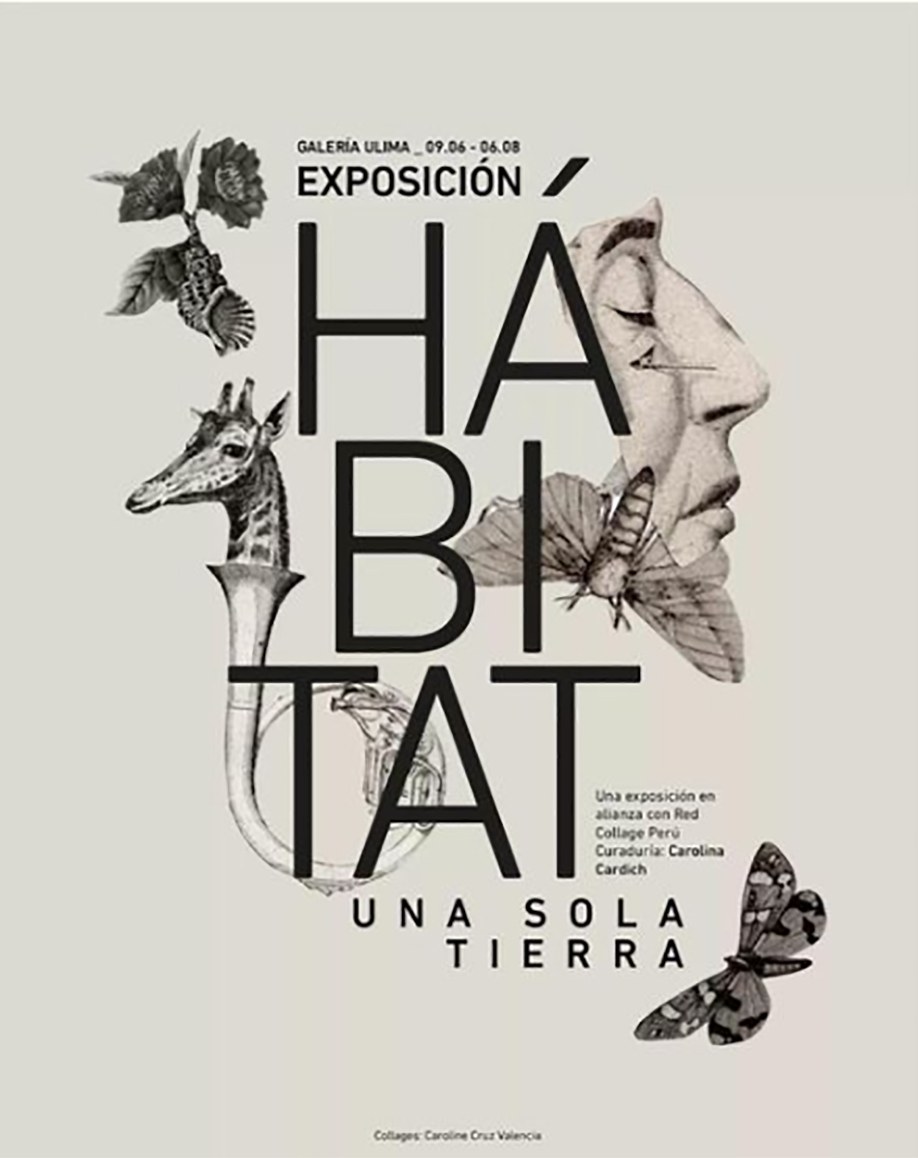 GALERÍA ULIMA _ 09.06 - 06.08
EXPOSICIÓN
HÁ
BI
TAT
Una exposición en
alianza con Red
Collage Perú
Curaduría: Carolina
Cardich
UNA SOLA
TIERRA
Collages: Caroline Cruz Valencia